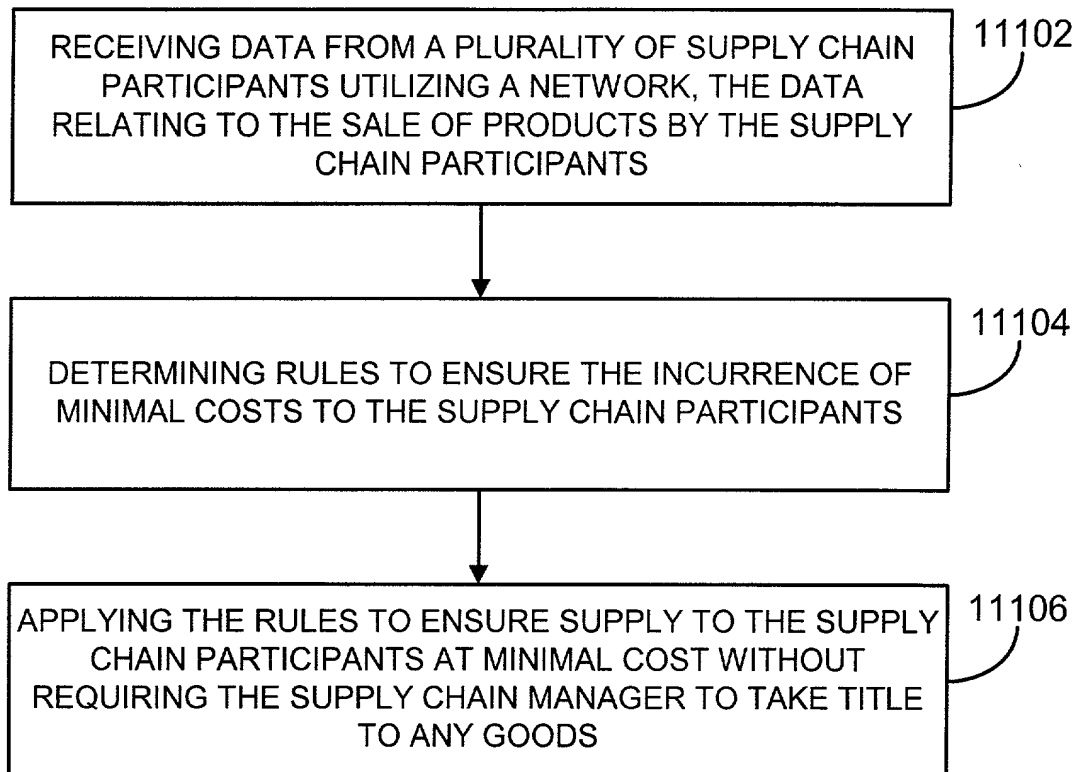 RECEIVING DATA FROM A PLURALITY OF SUPPLY CHAIN
PARTICIPANTS UTILIZING A NETWORK, THE DATA
RELATING TO THE SALE OF PRODUCTS BY THE SUPPLY
CHAIN PARTICIPANTS
11102
DETERMINING RULES TO ENSURE THE INCURRENCE OF
MINIMAL COSTS TO THE SUPPLY CHAIN PARTICIPANTS
11104
APPLYING THE RULES TO ENSURE SUPPLY TO THE SUPPLY
CHAIN PARTICIPANTS AT MINIMAL COST WITHOUT
REQUIRING THE SUPPLY CHAIN MANAGER TO TAKE TITLE
TO ANY GOODS
11106